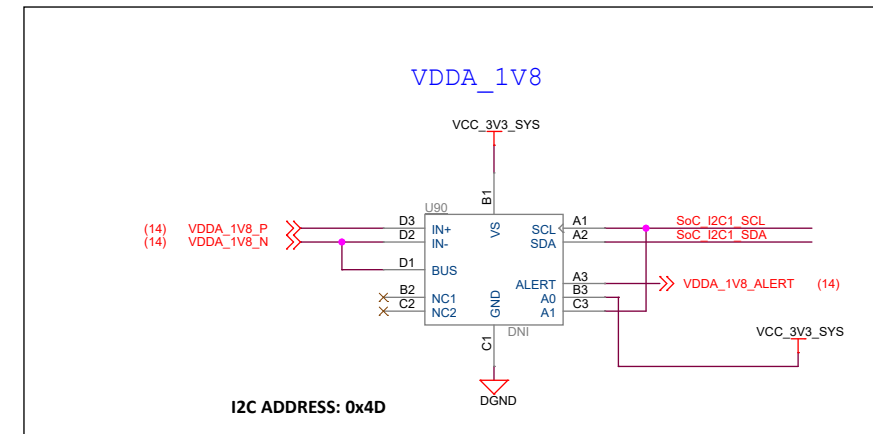 VDDA_1V8
VCC_3V3_SYS
B1
U90
VS
(14) VDDA_1V8_P D3 IN+ SCL A1 SoC_I2C1_SCL
(14) VDDA_1V8_N D2 IN- SDA A2 SoC_I2C1_SDA
D1 BUS
ALERT A3 VDDA_1V8_ALERT (14)
B2 NC1 A0 B3
C2 NC2 GND A1 C3
DNI
VCC_3V3_SYS
C1
DGND
I2C ADDRESS: 0x4D